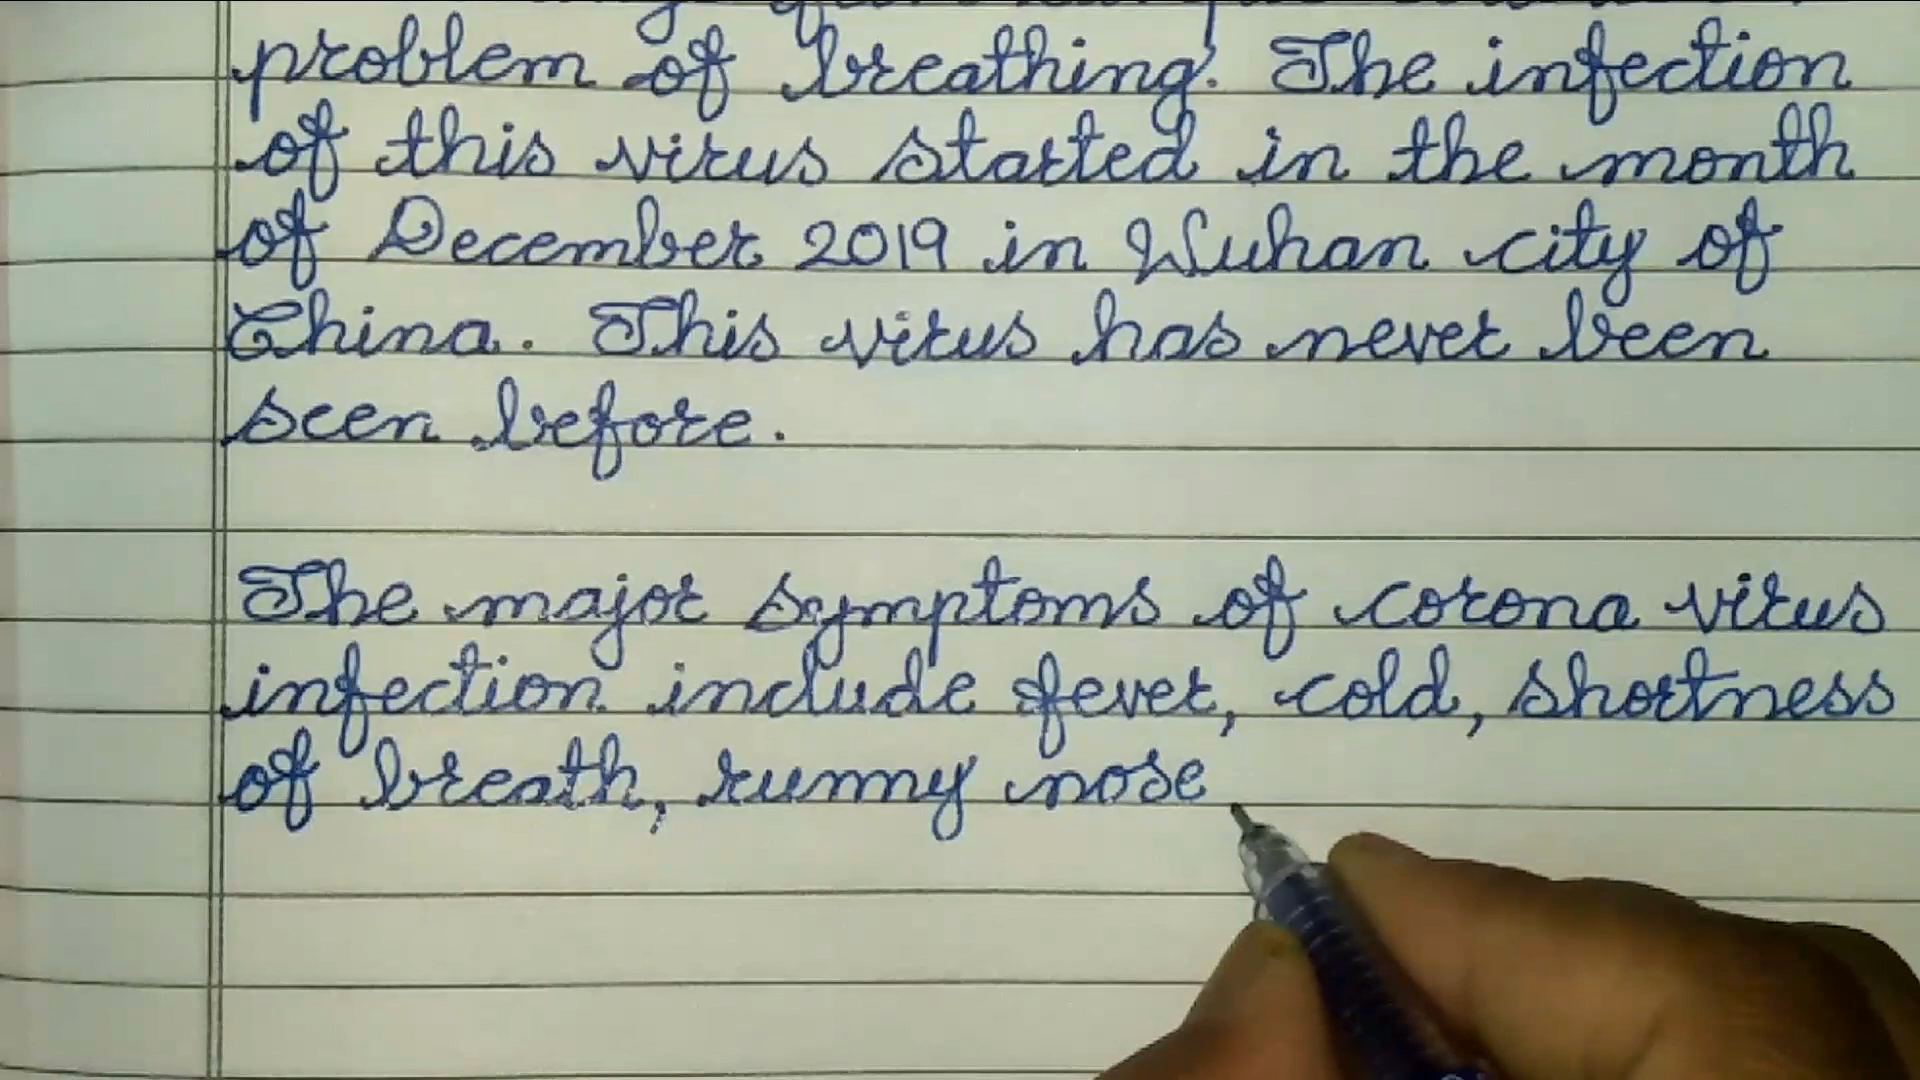 problem of breathing. The infection
of this virus started in the month
of December 2019 in Wuhan city of
China. This virus has never been
seen before.
The major symptoms of corona virus
infection include fever, cold, shortness
of breath, runny nose